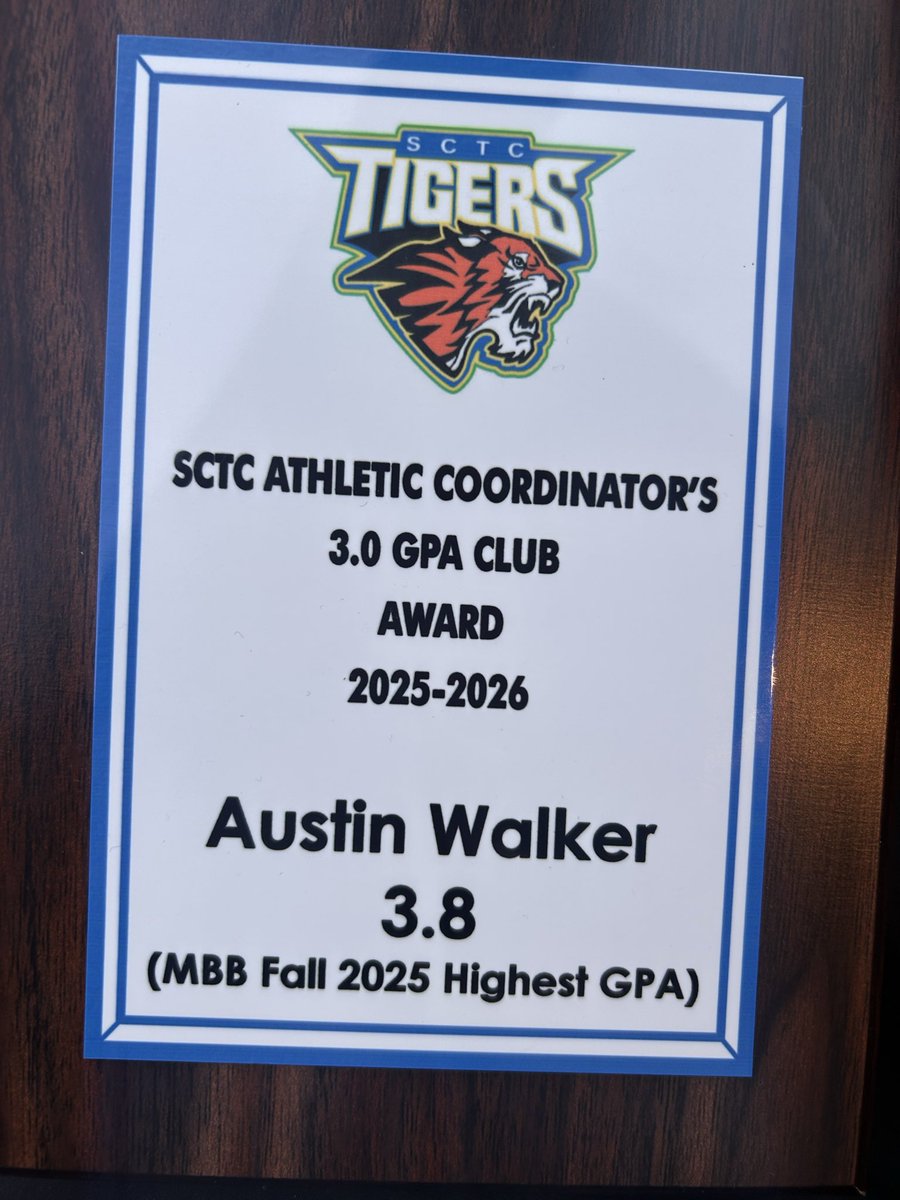 SCTC
TIGERS
SCTC ATHLETIC COORDINATOR'S
3.0 GPA CLUB
AWARD
2025-2026
Austin Walker
3.8
(MBB Fall 2025 Highest GPA)